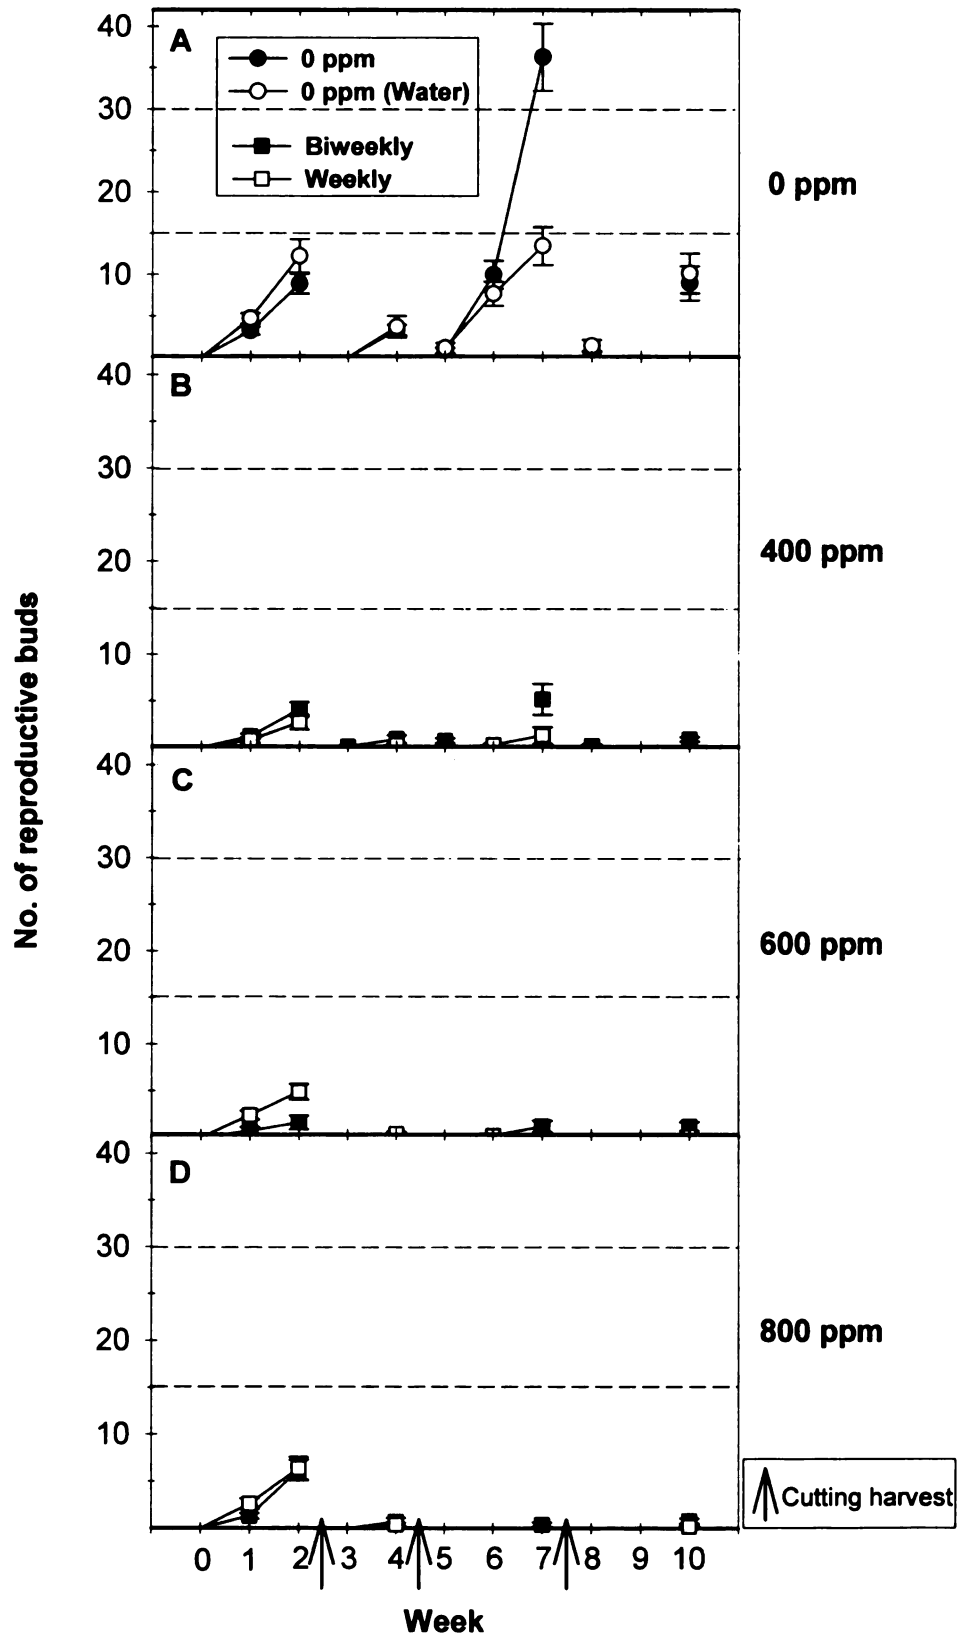 No. of reproductive buds
A
0 ppm
0 ppm (Water)
Biweekly
Weekly
40
30
20
10
0 ppm
B
40
30
20
10
400 ppm
C
40
30
20
10
600 ppm
D
40
30
20
10
800 ppm
Cutting harvest
0 1 2 3 4 5 6 7 8 9 10
Week